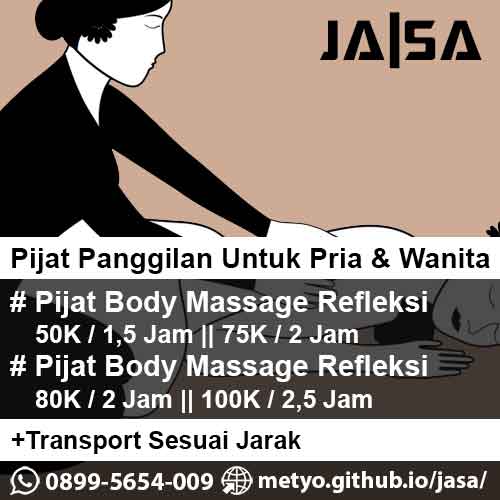 JA|SA
Pijat Panggilan Untuk Pria & Wanita
# Pijat Body Massage Refleksi
50K / 1,5 Jam || 75K / 2 Jam
# Pijat Body Massage Refleksi
80K / 2 Jam || 100K / 2,5 Jam
+Transport Sesuai Jarak
0899-5654-009 metyo.github.io/jasa/